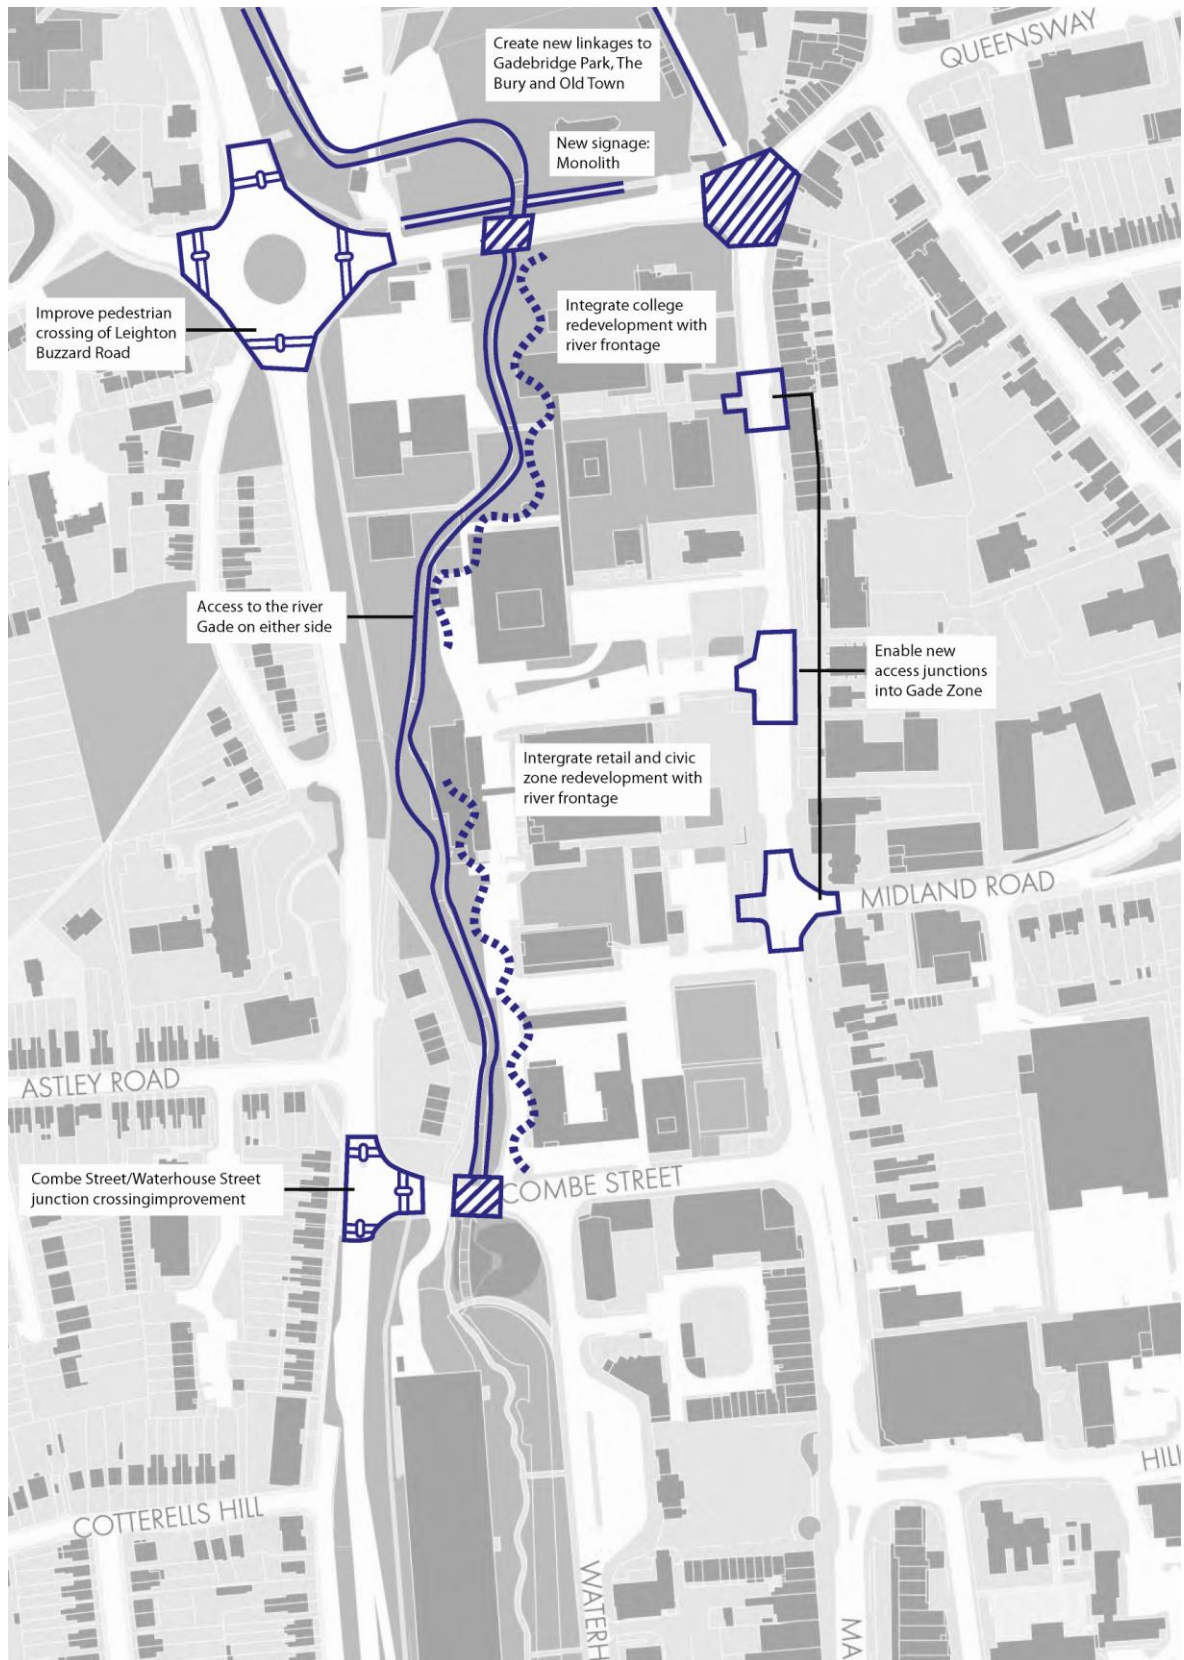 Create new linkages to
Gadebridge Park, The
Bury and Old Town
QUEENSWAY
New signage:
Monolith
Improve pedestrian
crossing of Leighton
Buzzard Road
Integrate college
redevelopment with
river frontage
Access to the river
Gade on either side
Enable new
access junctions
into Gade Zone
Intergrate retail and civic
zone redevelopment with
river frontage
MIDLAND ROAD
ASTLEY ROAD
Combe Street/Waterhouse Street
junction crossingimprovement
COMBE STREET
HILL
COTTERELLS HILL
WATERH
MA